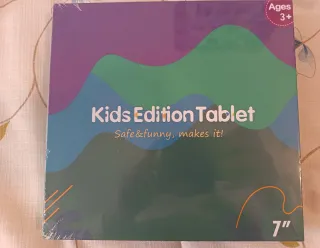 Ages
3+
Kids Edition Tablet
Safe&funny, makes it!
7"